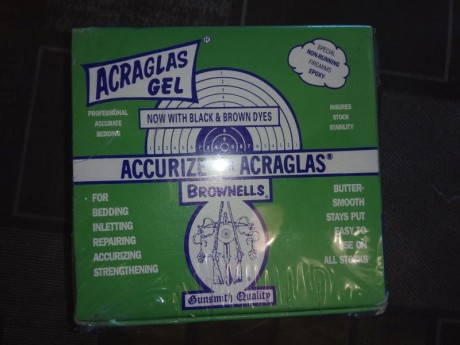 ACRAGLAS®
GEL
SPECIAL
NON-RUNNING
FIREARMS
EPOXY
PROFESSIONAL
ACCURATE
BEDDING
NOW WITH BLACK & BROWN DYES
INSURES
STOCK
STABILITY
ACCURIZE ACRAGLAS®
BROWNELLS
FOR
BEDDING
INLETTING
REPAIRING
ACCURIZING
STRENGTHENING
BUTTER-
SMOOTH
STAYS PUT
EASY TO
USE ON
ALL STOCKS
Gunsmith Quality